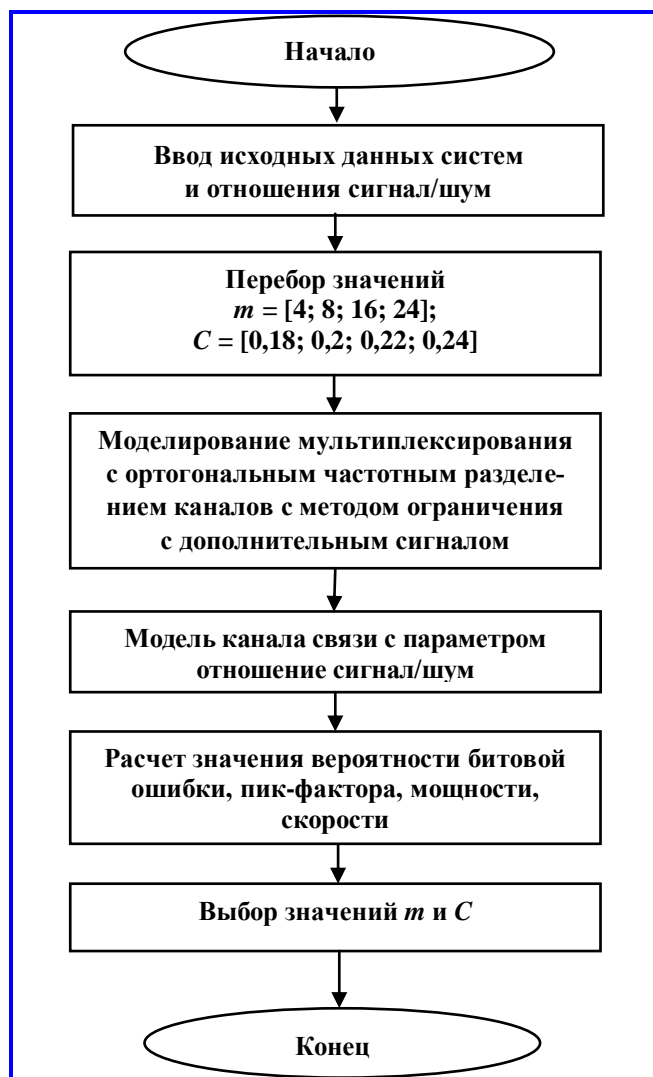 Начало
Ввод исходных данных систем
и отношения сигнал/шум
Перебор значений
m = [4; 8; 16; 24];
C = [0,18; 0,2; 0,22; 0,24]
Моделирование мультиплексирования
с ортогональным частотным разделе-
нием каналов с методом ограничения
с дополнительным сигналом
Модель канала связи с параметром
отношение сигнал/шум
Расчет значения вероятности битовой
ошибки, пик-фактора, мощности,
скорости
Выбор значений m и C
Конец